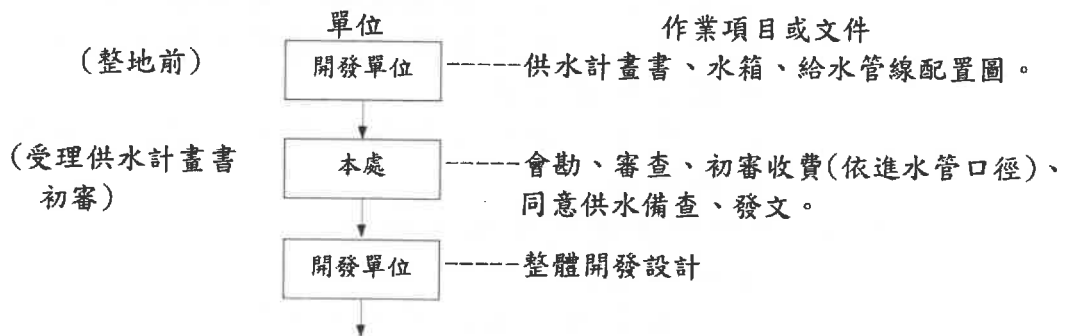 單位 作業項目或文件
(整地前) 開發單位 -----供水計畫書、水箱、給水管線配置圖。
(受理供水計畫書 本處 -----會勘、審查、初審收費(依進水管口徑)、
初審) 同意供水備查、發文。
開發單位 -----整體開發設計